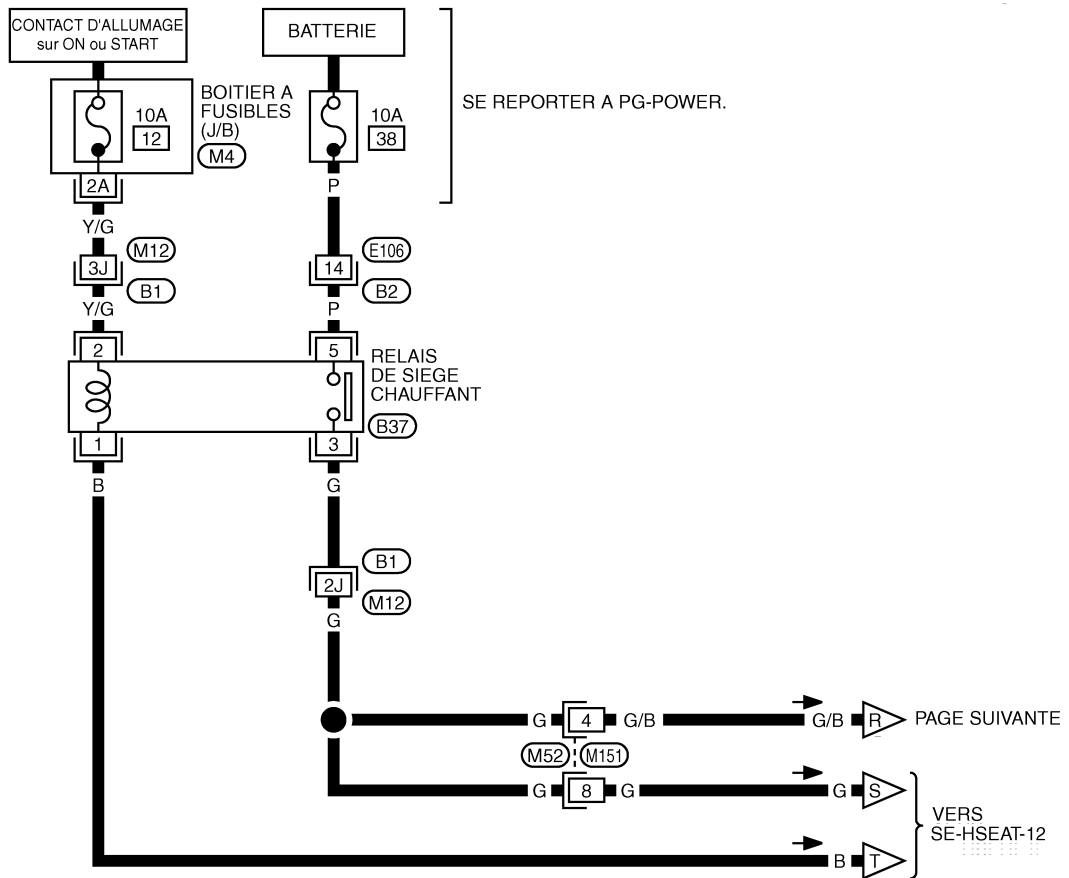 CONTACT D'ALLUMAGE
sur ON ou START
BATTERIE
BOITIER A
FUSIBLES
(J/B)
M4
10A
12
10A
38
SE REPORTER A PG-POWER.
2A
P
Y/G
M12
3J
B1
Y/G
E106
14
B2
P
2
5
RELAIS
DE SIEGE
CHAUFFANT
B37
1
3
B
G
B1
2J
M12
G
G
4
G/B
G/B
R
PAGE SUIVANTE
M52
M151
G
8
G
G
S
VERS
SE-HSEAT-12
B
T